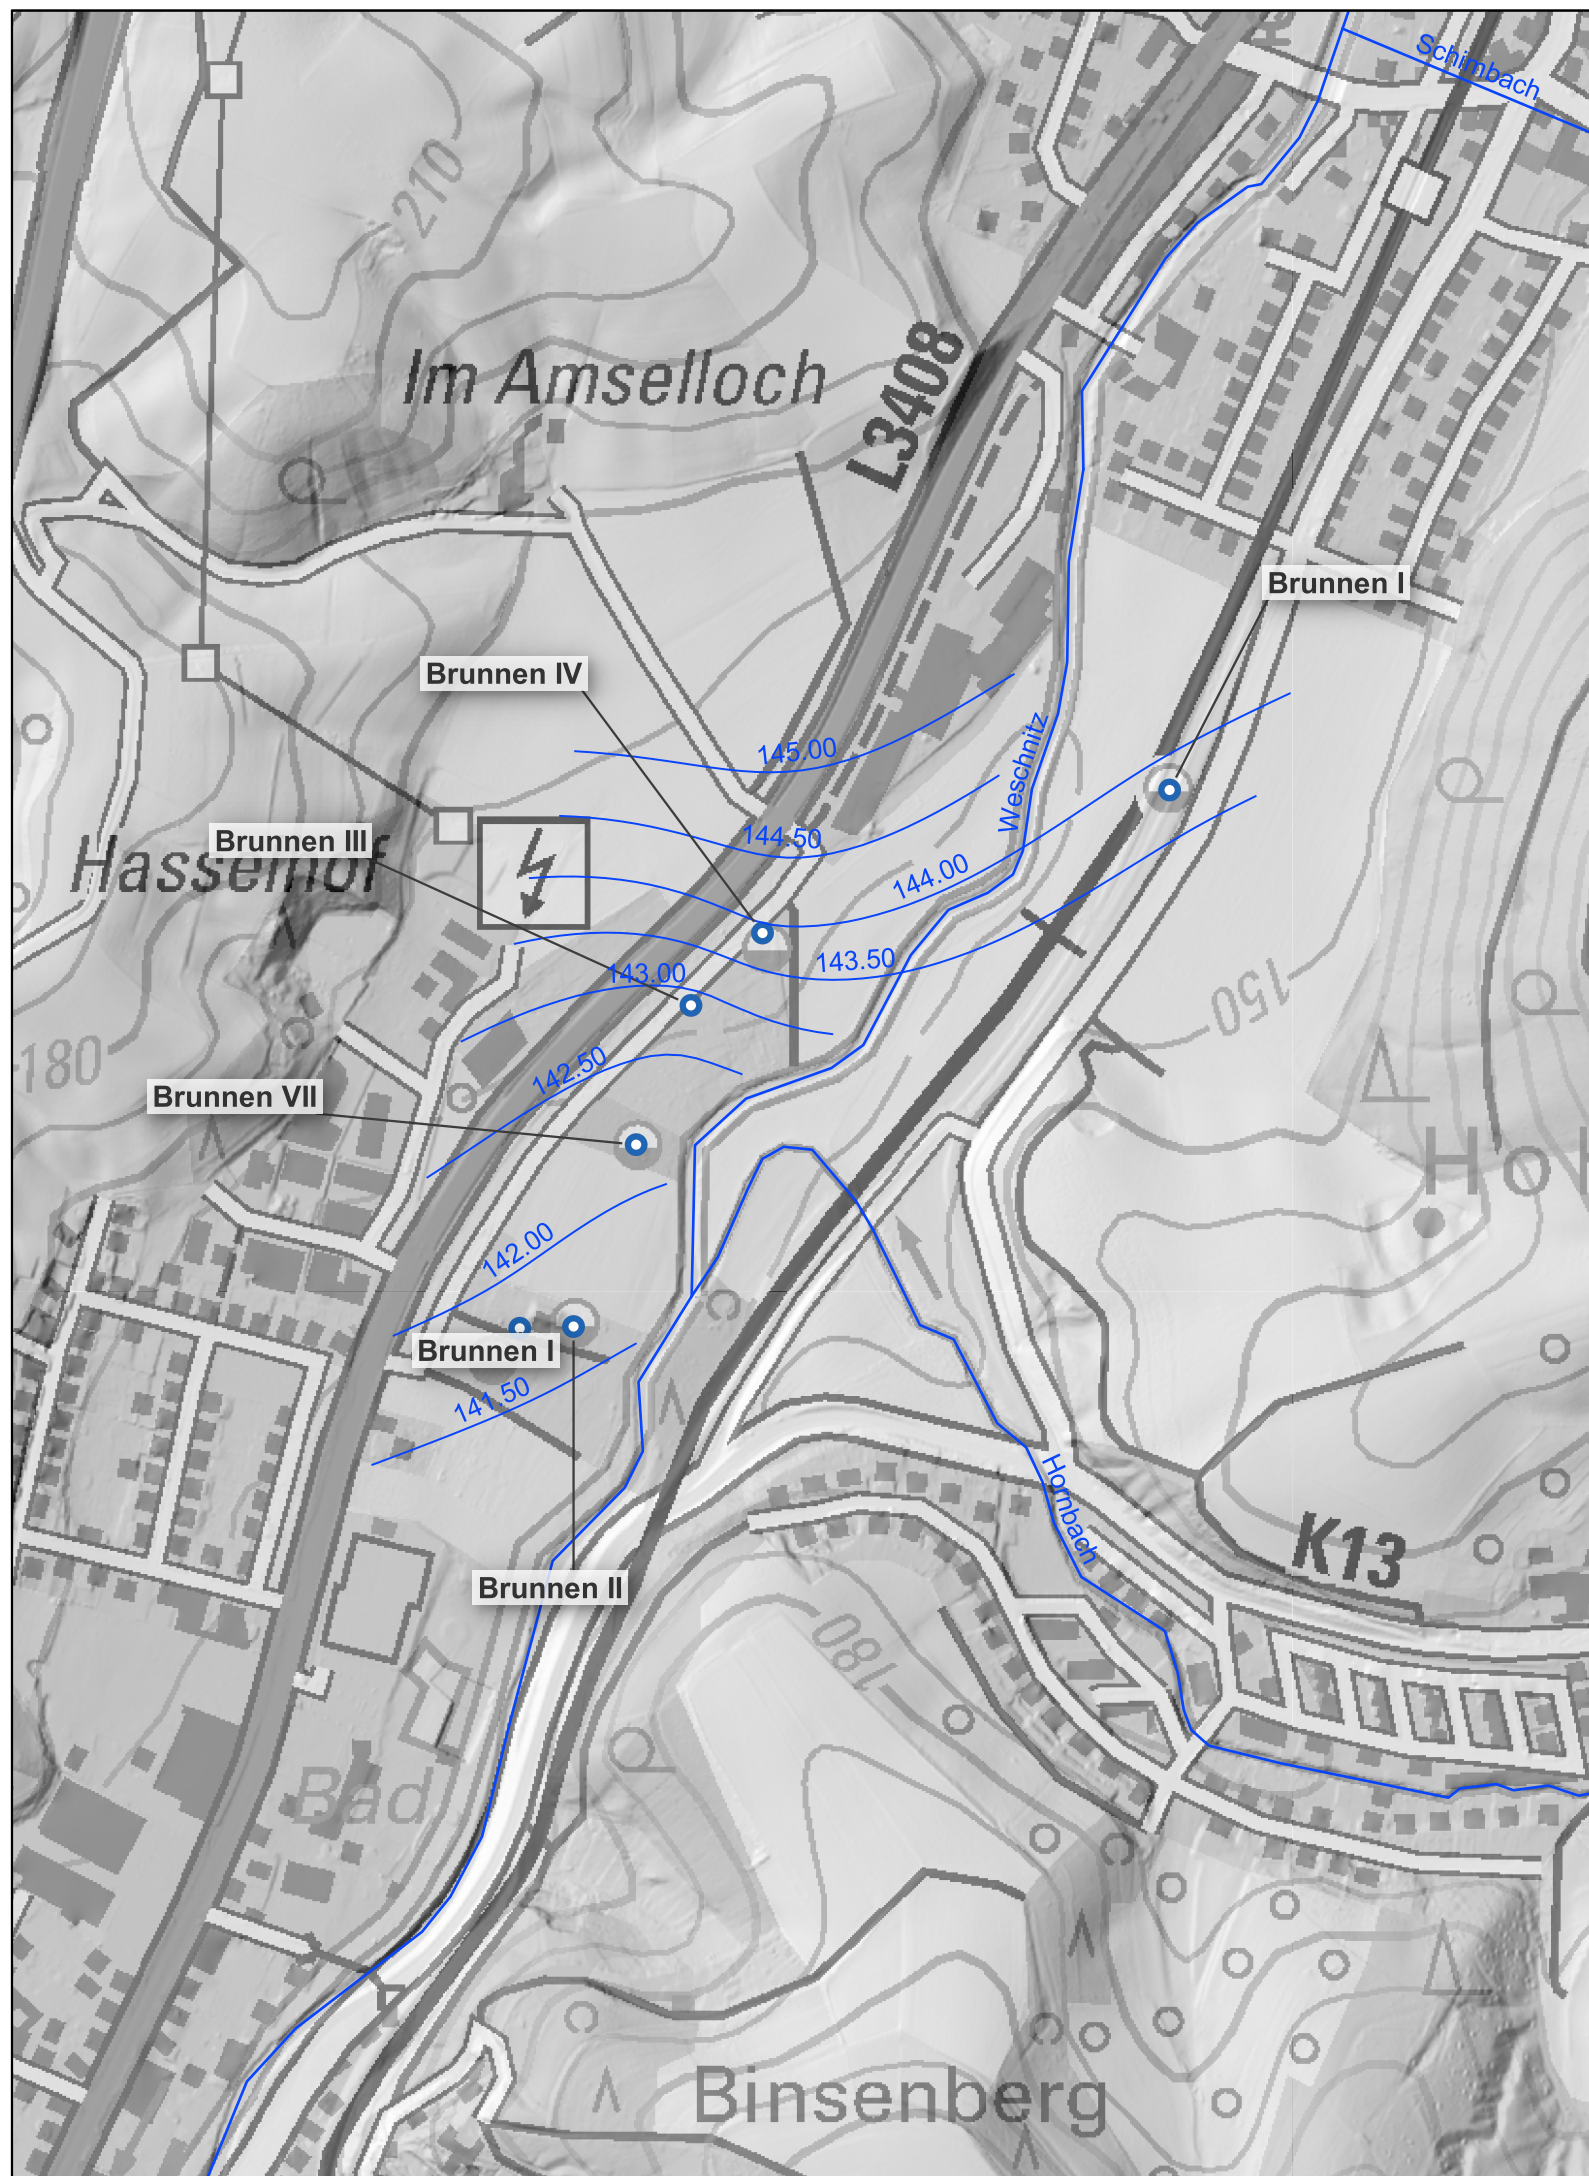 Schimbach
210
Im Amselloch
L3408
Brunnen I
Brunnen IV
145.00
Weschnitz
144.50
Brunnen III
Hasselhof
144.00
143.50
143.00
150
180
142.50
Brunnen VII
142.00
Brunnen I
141.50
Hornbach
K13
Brunnen II
180
Bad
Binsenberg